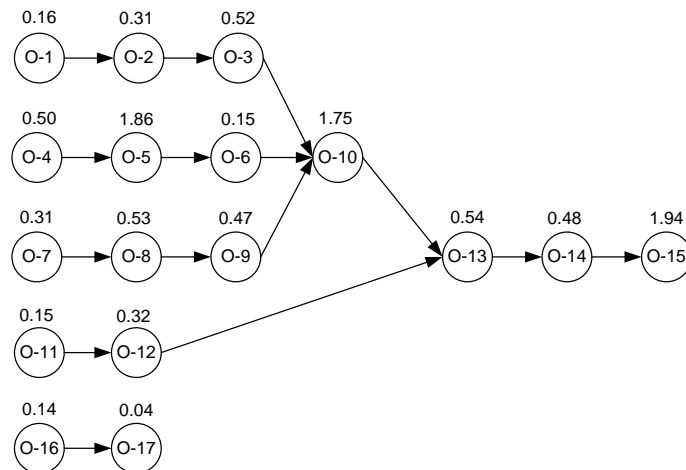 0.16 0.31 0.52
O-1 O-2 O-3
0.50 1.86 0.15 1.75
O-4 O-5 O-6 O-10
0.31 0.53 0.47 0.54 0.48 1.94
O-7 O-8 O-9 O-13 O-14 O-15
0.15 0.32
O-11 O-12
0.14 0.04
O-16 O-17